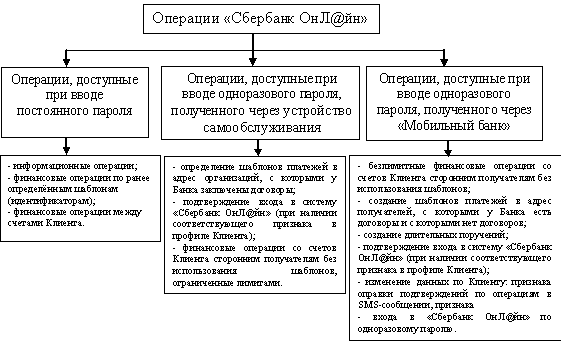 Операции «Сбербанк ОнЛ@йн»
Операции, доступные
при вводе
постоянного пароля
Операции, доступные при
вводе одноразового пароля,
полученного через устройство
самообслуживания
Операции, доступные при
вводе одноразового
пароля, полученного через
«Мобильный банк»
- информационные операции;
- финансовые операции по ранее
определённым шаблонам
(идентификаторам);
- финансовые операции между
счетами Клиента.
- определение шаблонов платежей в
адрес организаций, с которыми у
Банка заключены договоры;
- подтверждение входа в систему
«Сбербанк ОнЛ@йн» (при наличии
соответствующего признака в
профиле Клиента);
- финансовые операции со счетов
Клиента сторонним получателям без
использования шаблонов,
ограниченные лимитами.
- безлимитные финансовые операции со
счетов Клиента сторонним получателям без
использования шаблонов;
- создание шаблонов платежей в адрес
получателей, с которыми у Банка есть
договоры и с которыми нет договоров;
- создание длительных поручений;
- подтверждение входа в систему «Сбербанк
ОнЛ@йн» (при наличии соответствующего
признака в профиле Клиента);
- изменение данных по Клиенту: признака
оправки подтверждений по операциям в
SMS-сообщении, признака
- входа в «Сбербанк ОнЛ@йн» по
одноразовому паролю.